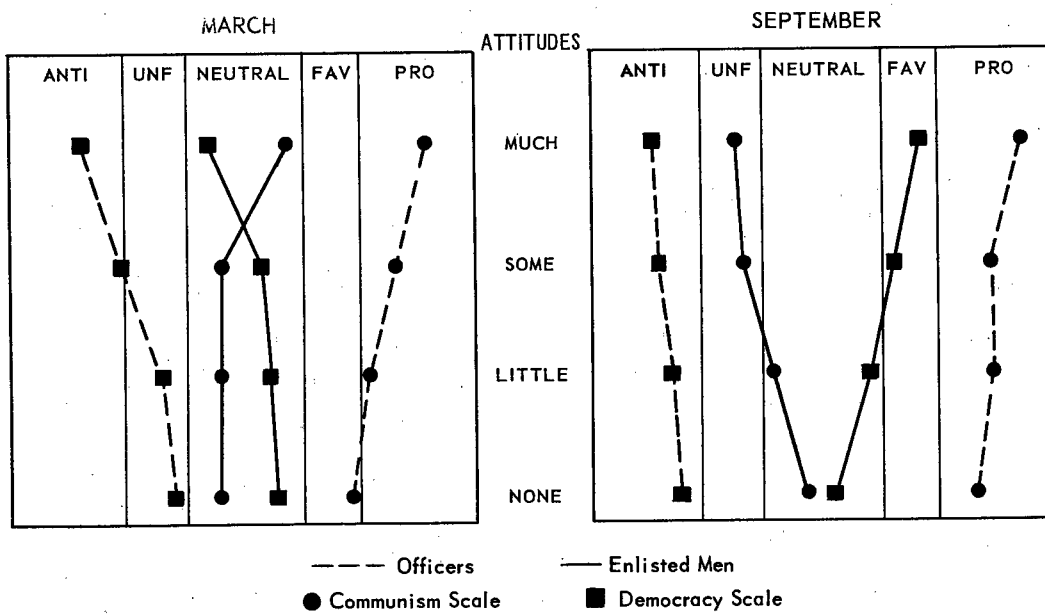 MARCH
ATTITUDES
SEPTEMBER
ANTI UNF NEUTRAL FAV PRO
ANTI UNF NEUTRAL FAV PRO
MUCH
SOME
LITTLE
NONE
Officers
Enlisted Men
Communism Scale
Democracy Scale